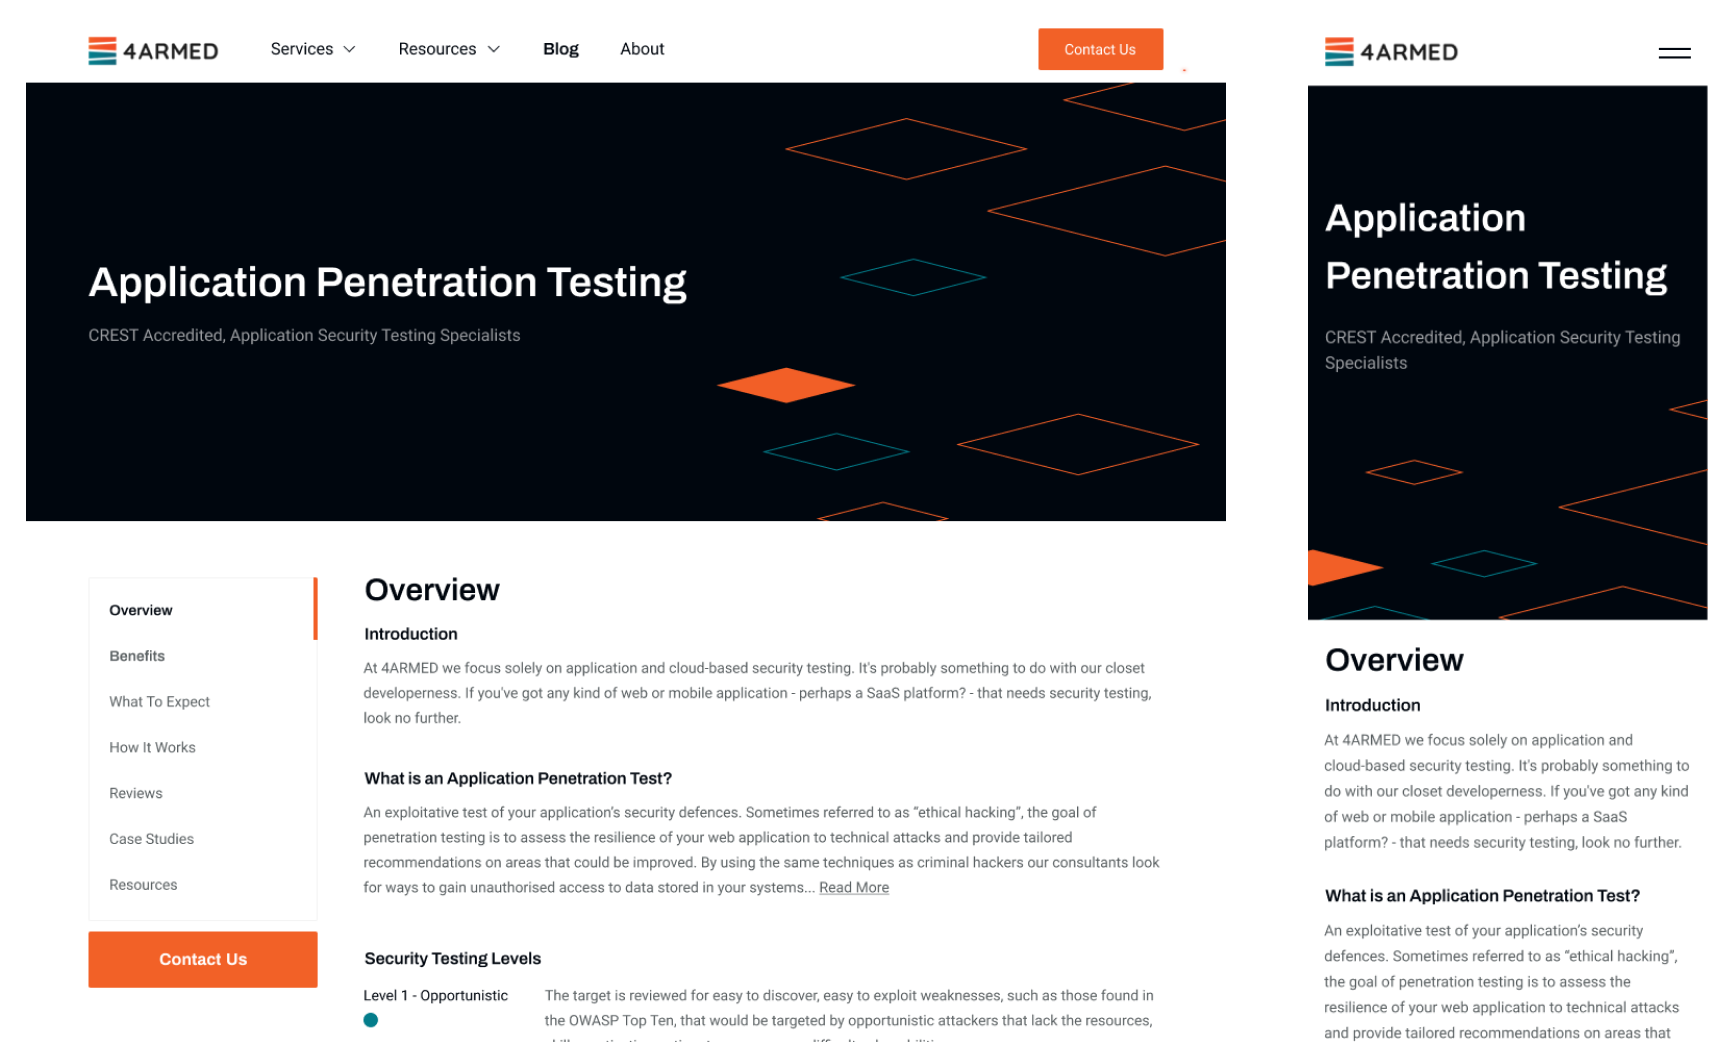 4ARMED
Services
Resources
Blog
About
Contact Us
Application Penetration Testing
CREST Accredited, Application Security Testing Specialists
Overview
Benefits
What To Expect
How It Works
Reviews
Case Studies
Resources
Contact Us
Overview
Introduction
At 4ARMED we focus solely on application and cloud-based security testing. It's probably something to do with our closet
developerness. If you've got any kind of web or mobile application - perhaps a SaaS platform? - that needs security testing,
look no further.
What is an Application Penetration Test?
An exploitative test of your application’s security defences. Sometimes referred to as “ethical hacking”, the goal of
penetration testing is to assess the resilience of your web application to technical attacks and provide tailored
recommendations on areas that could be improved. By using the same techniques as criminal hackers our consultants look
for ways to gain unauthorised access to data stored in your systems... Read More
Security Testing Levels
Level 1 - Opportunistic
The target is reviewed for easy to discover, easy to exploit weaknesses, such as those found in
the OWASP Top Ten, that would be targeted by opportunistic attackers that lack the resources,
4ARMED
Application
Penetration Testing
CREST Accredited, Application Security Testing
Specialists
Overview
Introduction
At 4ARMED we focus solely on application and
cloud-based security testing. It's probably something to
do with our closet developerness. If you've got any kind
of web or mobile application - perhaps a SaaS
platform? - that needs security testing, look no further.
What is an Application Penetration Test?
An exploitative test of your application’s security
defences. Sometimes referred to as “ethical hacking”,
the goal of penetration testing is to assess the
resilience of your web application to technical attacks
and provide tailored recommendations on areas that